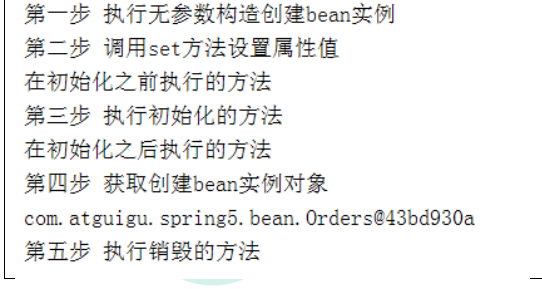 第一步 执行无参数构造创建bean实例
第二步 调用set方法设置属性值
在初始化之前执行的方法
第三步 执行初始化的方法
在初始化之后执行的方法
第四步 获取创建bean实例对象
com.atguigu.spring5.bean.Orders@43bd930a
第五步 执行销毁的方法